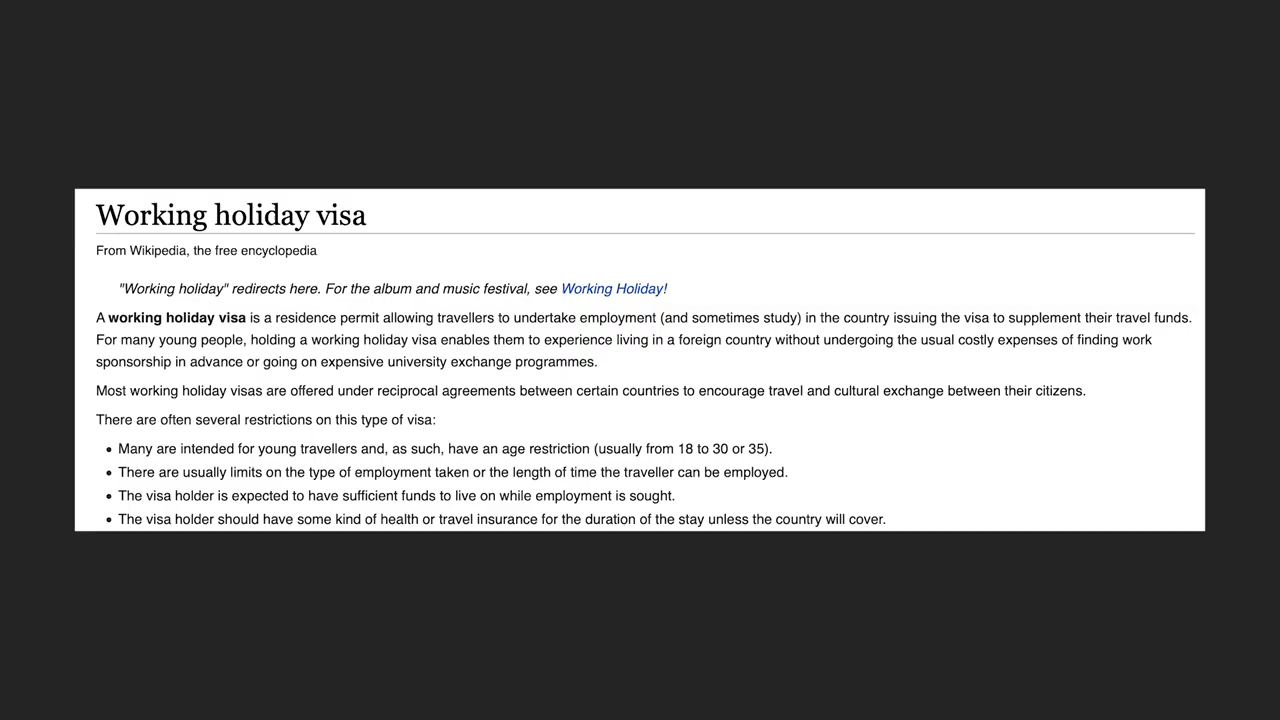 Working holiday visa
From Wikipedia, the free encyclopedia
"Working holiday" redirects here. For the album and music festival, see Working Holiday!
A working holiday visa is a residence permit allowing travellers to undertake employment (and sometimes study) in the country issuing the visa to supplement their travel funds.
For many young people, holding a working holiday visa enables them to experience living in a foreign country without undergoing the usual costly expenses of finding work
sponsorship in advance or going on expensive university exchange programmes.
Most working holiday visas are offered under reciprocal agreements between certain countries to encourage travel and cultural exchange between their citizens.
There are often several restrictions on this type of visa:
• Many are intended for young travellers and, as such, have an age restriction (usually from 18 to 30 or 35).
• There are usually limits on the type of employment taken or the length of time the traveller can be employed.
• The visa holder is expected to have sufficient funds to live on while employment is sought.
• The visa holder should have some kind of health or travel insurance for the duration of the stay unless the country will cover.